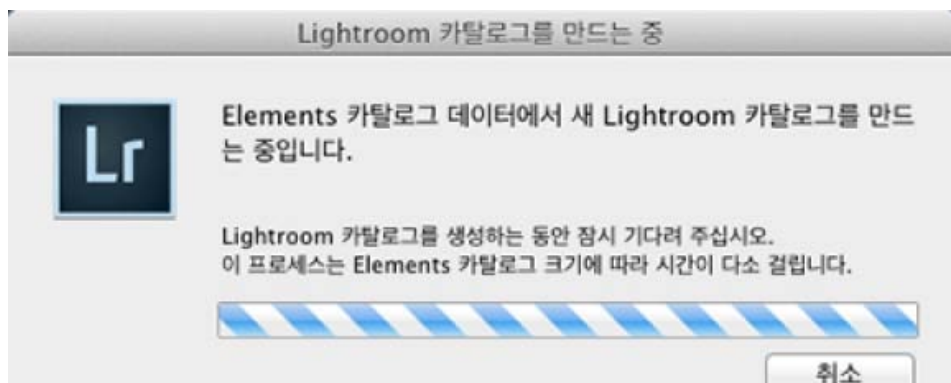 Lightroom 카탈로그를 만드는 중
Lr
Elements 카탈로그 데이터에서 새 Lightroom 카탈로그를 만드
는 중입니다.
Lightroom 카탈로그를 생성하는 동안 잠시 기다려 주십시오.
이 프로세스는 Elements 카탈로그 크기에 따라 시간이 다소 걸립니다.
취소